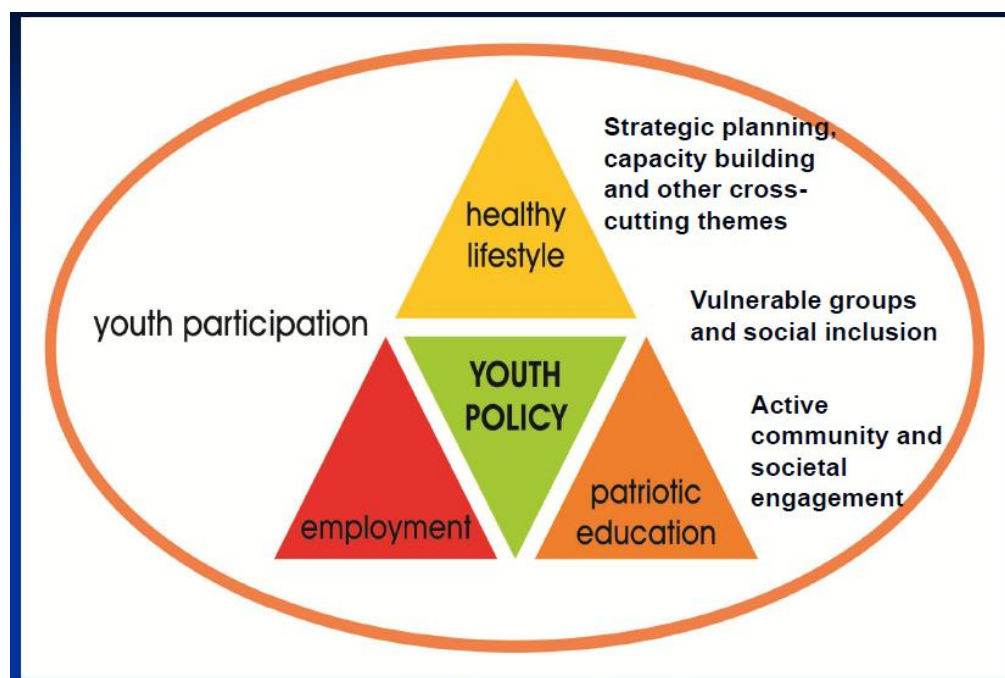 Strategic planning,
capacity building
and other cross-
cutting themes
healthy
lifestyle
Vulnerable groups
and social inclusion
youth participation
YOUTH
POLICY
Active
community and
societal
engagement
employment
patriotic
education